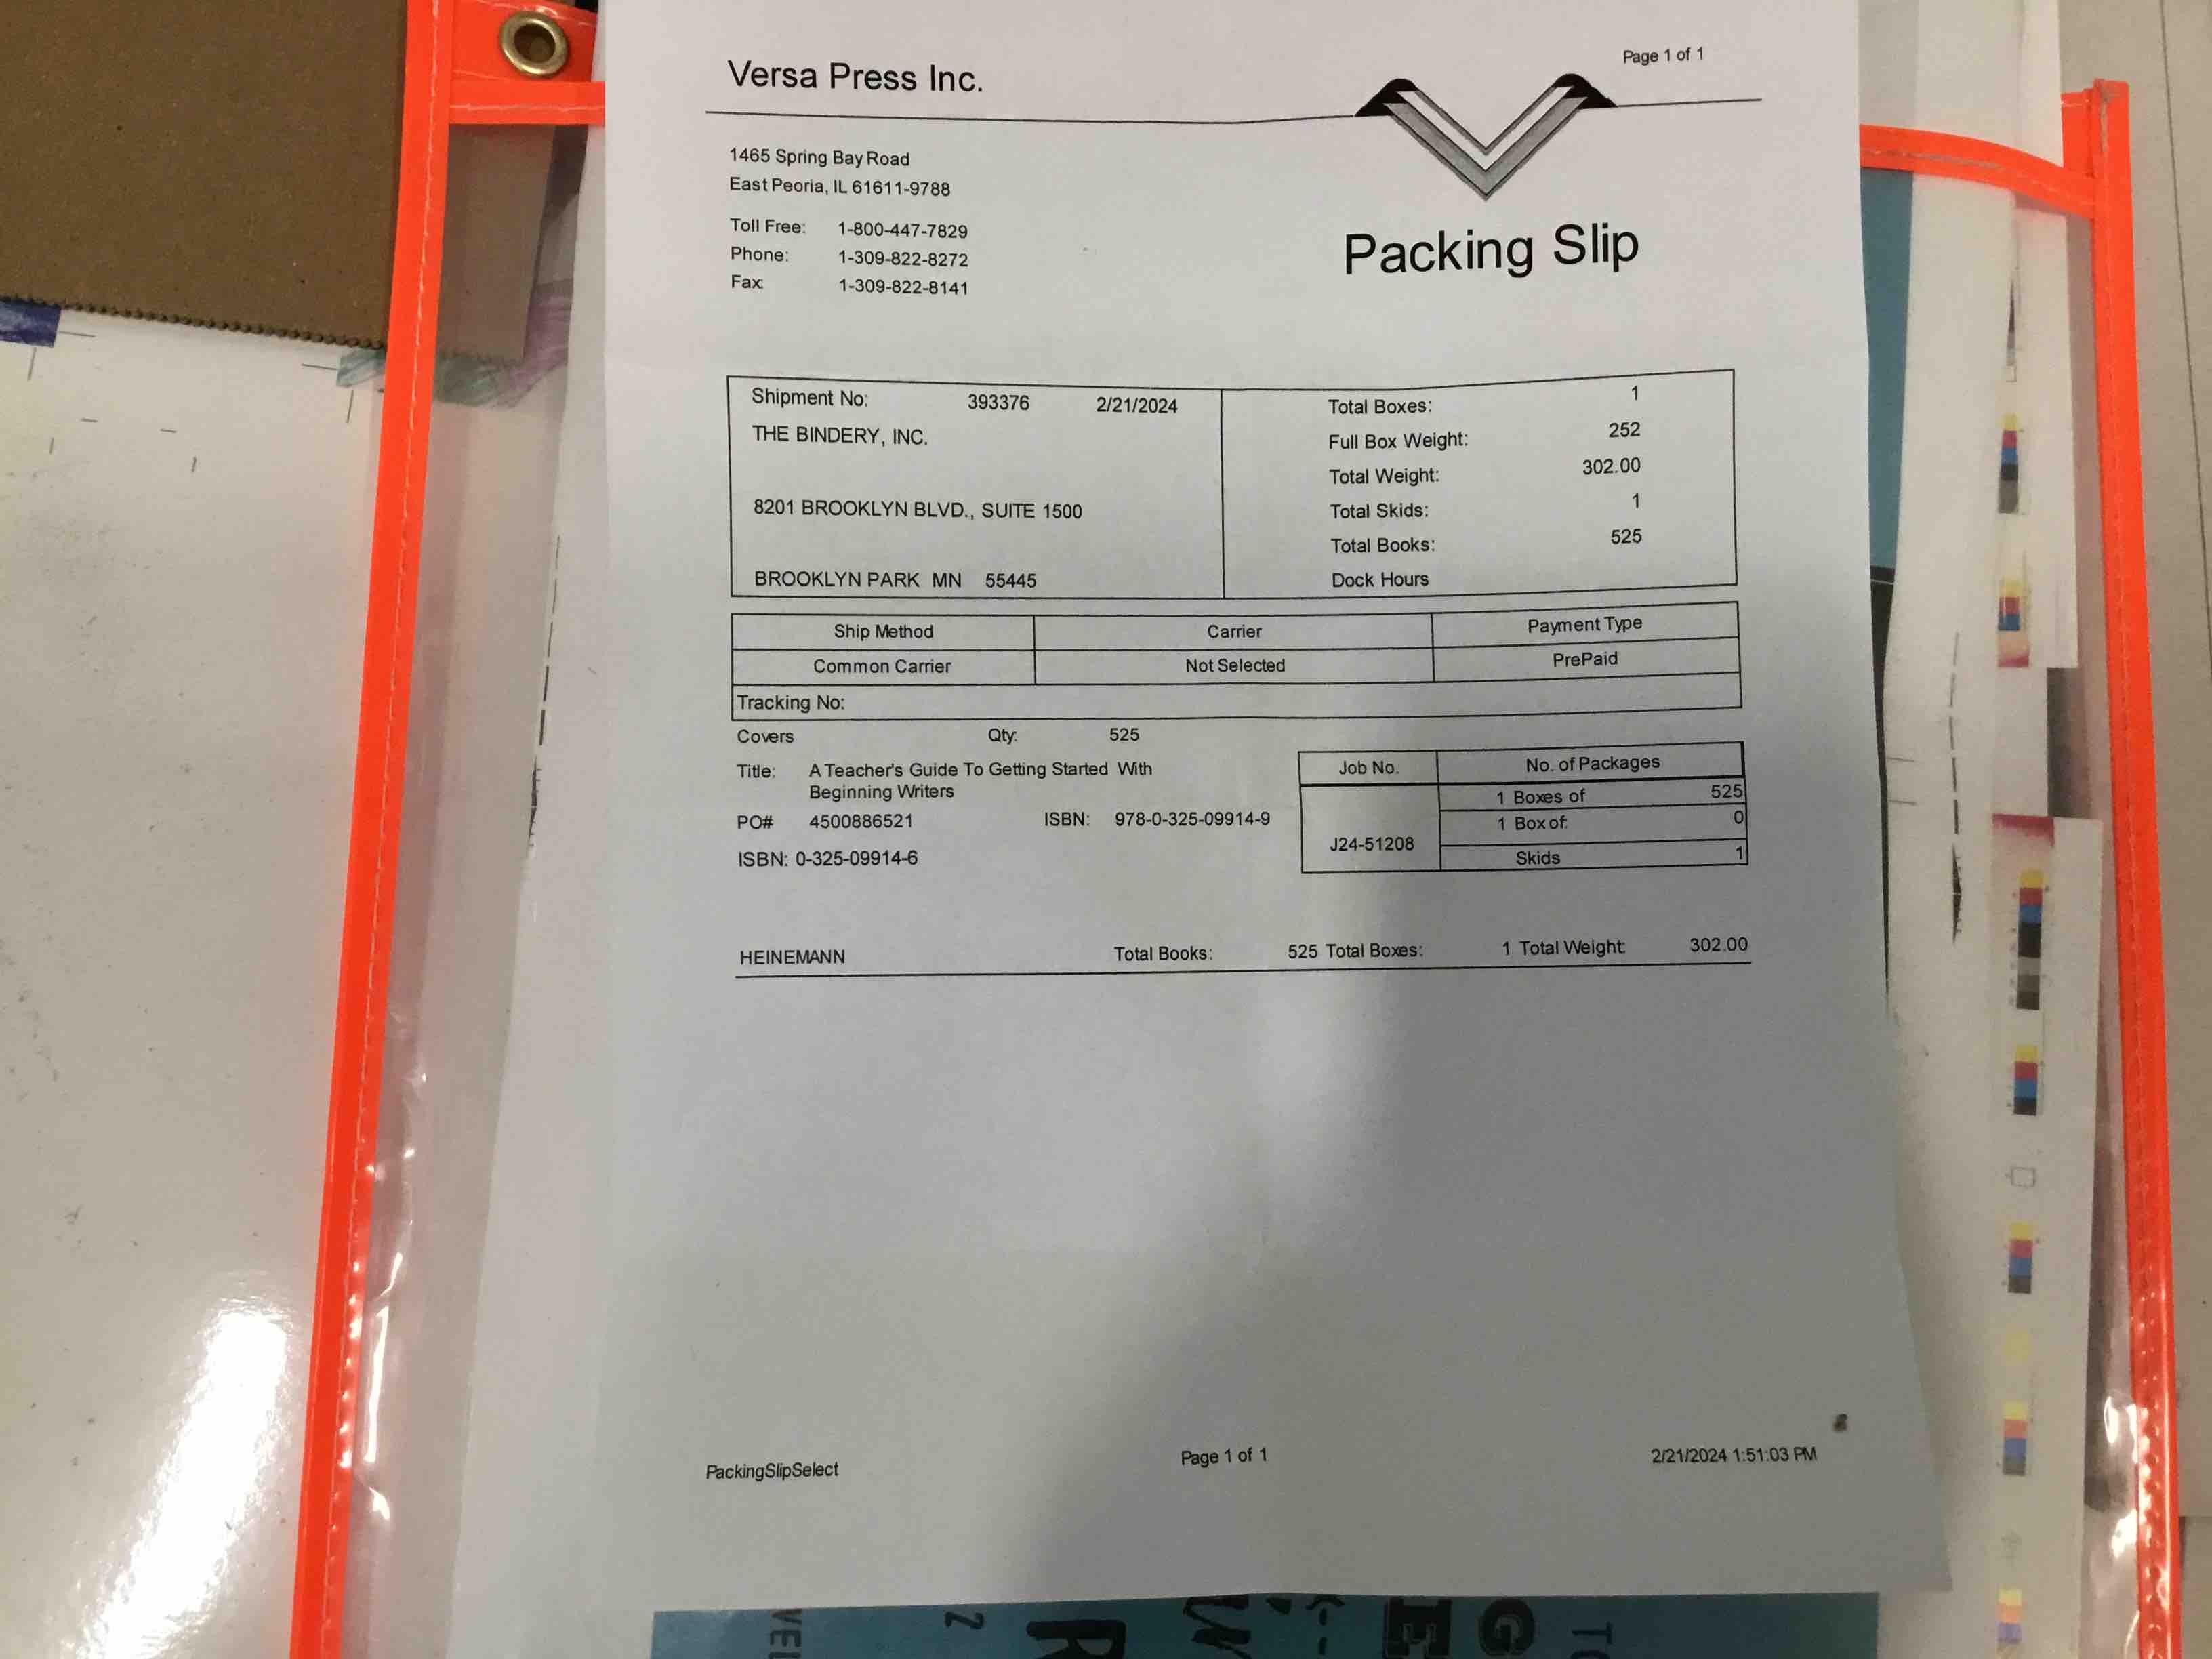 Page 1 of 1
Versa Press Inc.
1465 Spring Bay Road
East Peoria, IL 61611-9788
Toll Free: 1-800-447-7829
Phone: 1-309-822-8272
Fax: 1-309-822-8141
Packing Slip
Shipment No: 393376 2/21/2024
THE BINDERY, INC.
8201 BROOKLYN BLVD., SUITE 1500
BROOKLYN PARK MN 55445
Total Boxes: 1
Full Box Weight: 252
Total Weight: 302.00
Total Skids: 1
Total Books: 525
Dock Hours
Ship Method Carrier Payment Type
Common Carrier Not Selected PrePaid
Tracking No:
Covers Qty: 525
Title: A Teacher's Guide To Getting Started With
Beginning Writers
PO# 4500886521 ISBN: 978-0-325-09914-9
ISBN: 0-325-09914-6
Job No. No. of Packages
1 Boxes of 525
1 Box of: 0
J24-51208
Skids 1
HEINEMANN Total Books: 525 Total Boxes: 1 Total Weight: 302.00
PackingSlipSelect Page 1 of 1 2/21/2024 1:51:03 PM